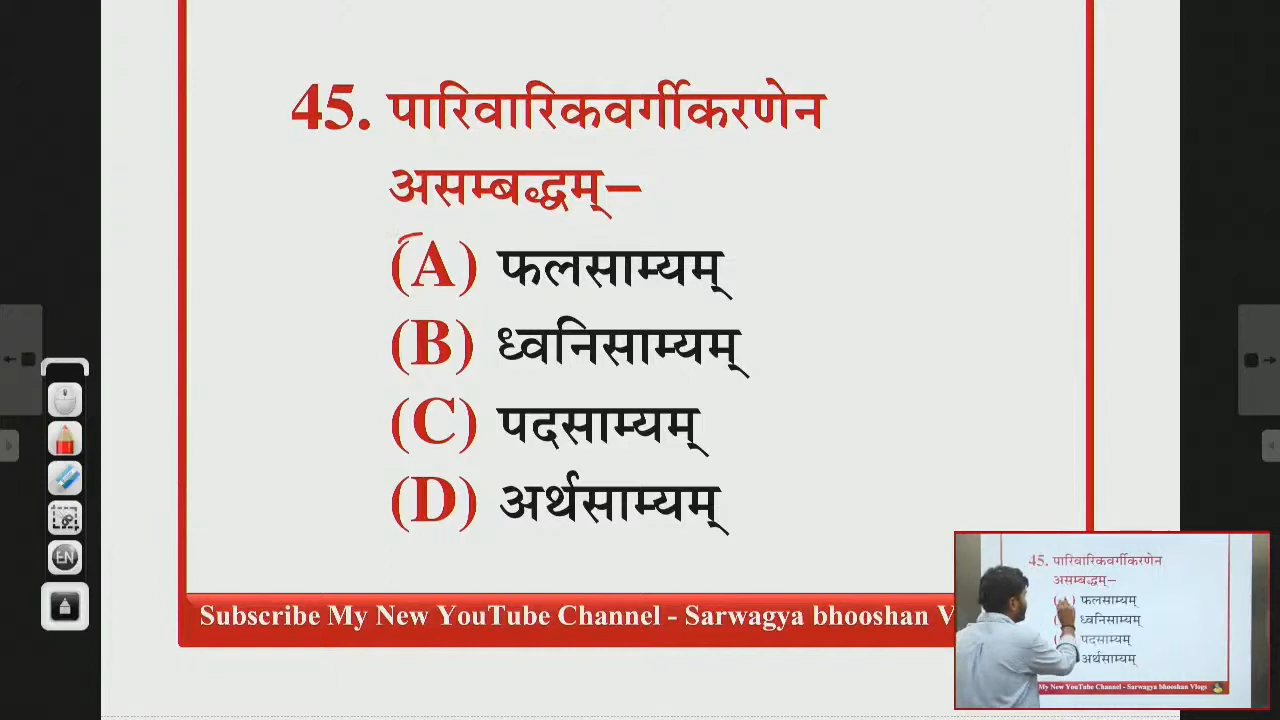 45. पारिवारिकवर्गीकरणेन
असम्बद्धम्–
(A) फलसाम्यम्
(B) ध्वनिसाम्यम्
(C) पदसाम्यम्
(D) अर्थसाम्यम्
Subscribe My New YouTube Channel - Sarwagya bhooshan V
EN
45. पारिवारिकवर्गीकरणेन
असम्बद्धम्–
फलसाम्यम्
ध्वनिसाम्यम्
पदसाम्यम्
अर्थसाम्यम्
My New YouTube Channel - Sarwagya bhooshan Vlogs